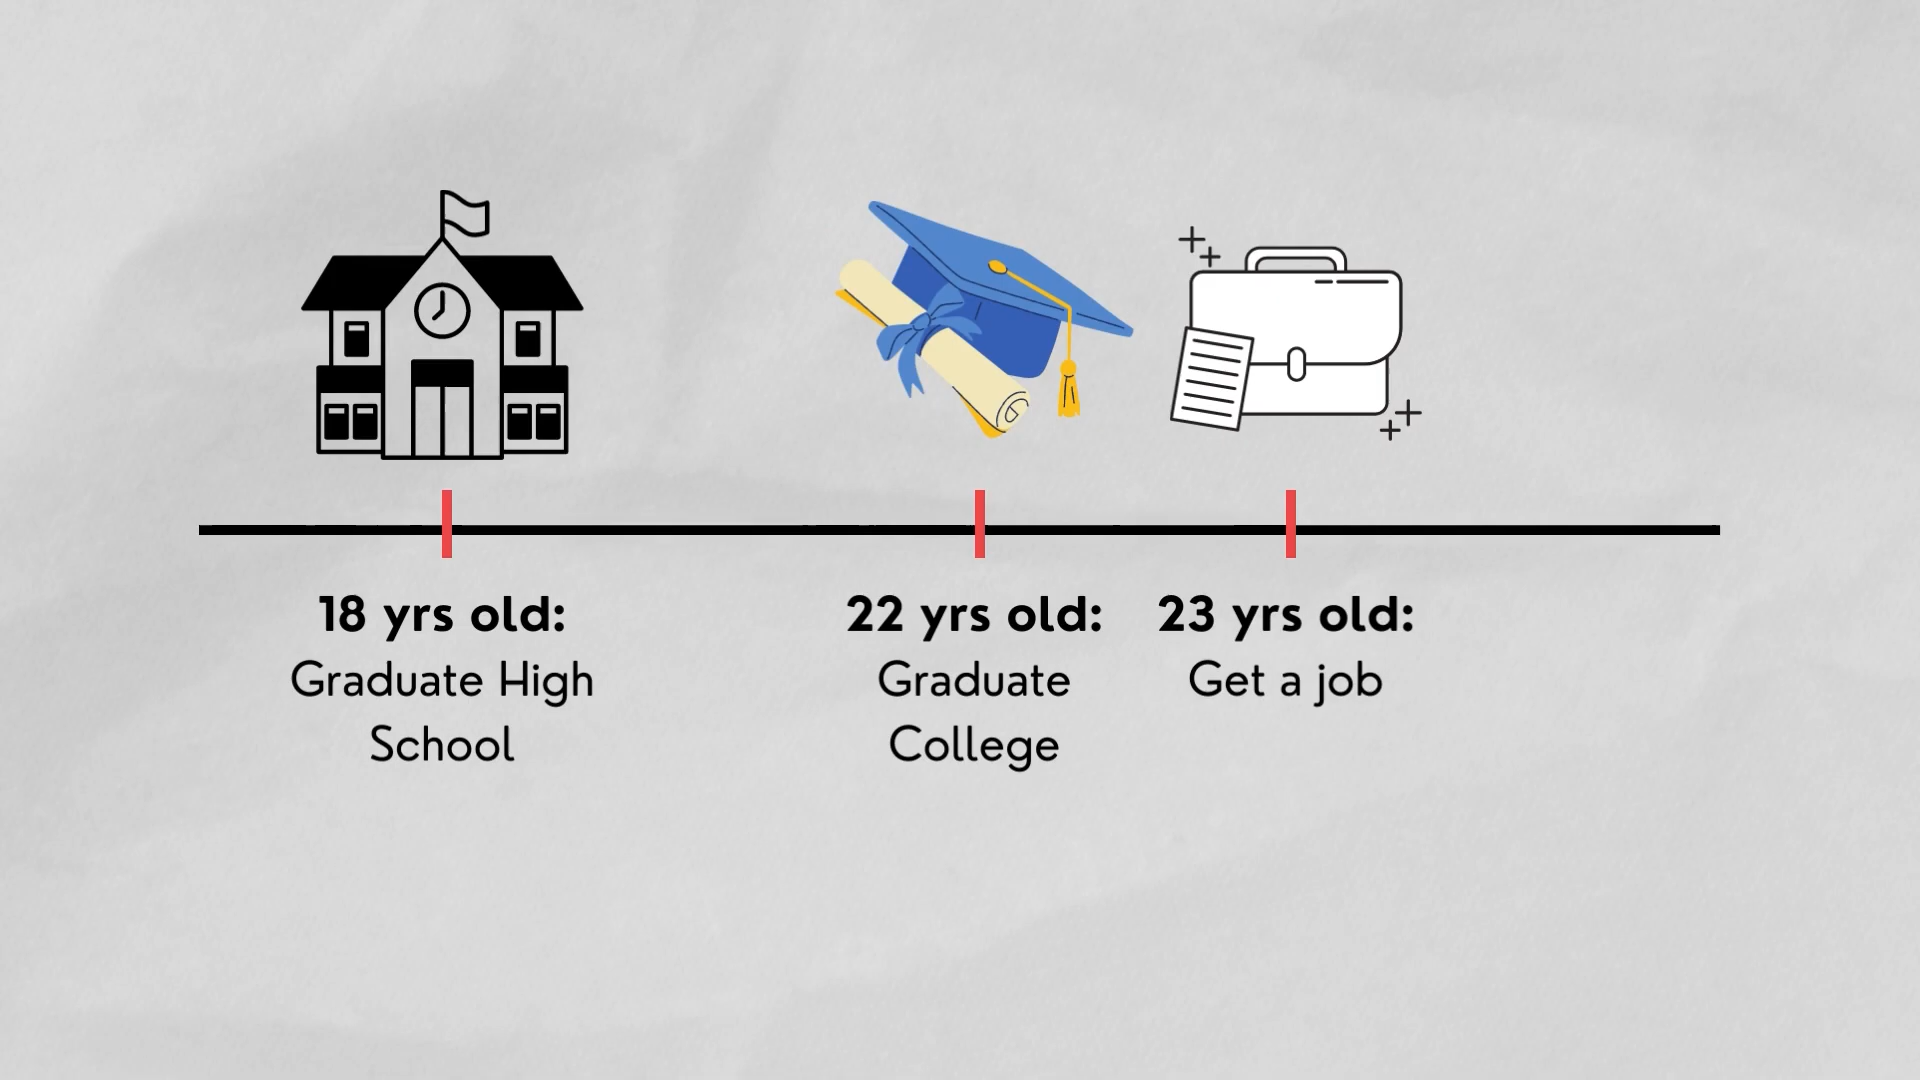 18 yrs old:
Graduate High
School
22 yrs old:
Graduate
College
23 yrs old:
Get a job